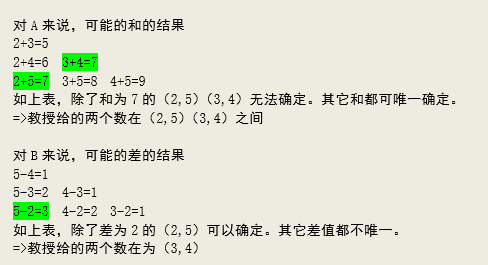 对A来说，可能的和的结果
2+3=5
2+4=6 3+4=7
2+5=7 3+5=8 4+5=9
如上表，除了和为7的（2,5）（3,4）无法确定。其它和都可唯一确定。
=>教授给的两个数在（2,5）（3,4）之间
对B来说，可能的差的结果
5-4=1
5-3=2 4-3=1
5-2=3 4-2=2 3-2=1
如上表，除了差为2的（2,5）可以确定。其它差值都不唯一。
=>教授给的两个数在为（3,4）